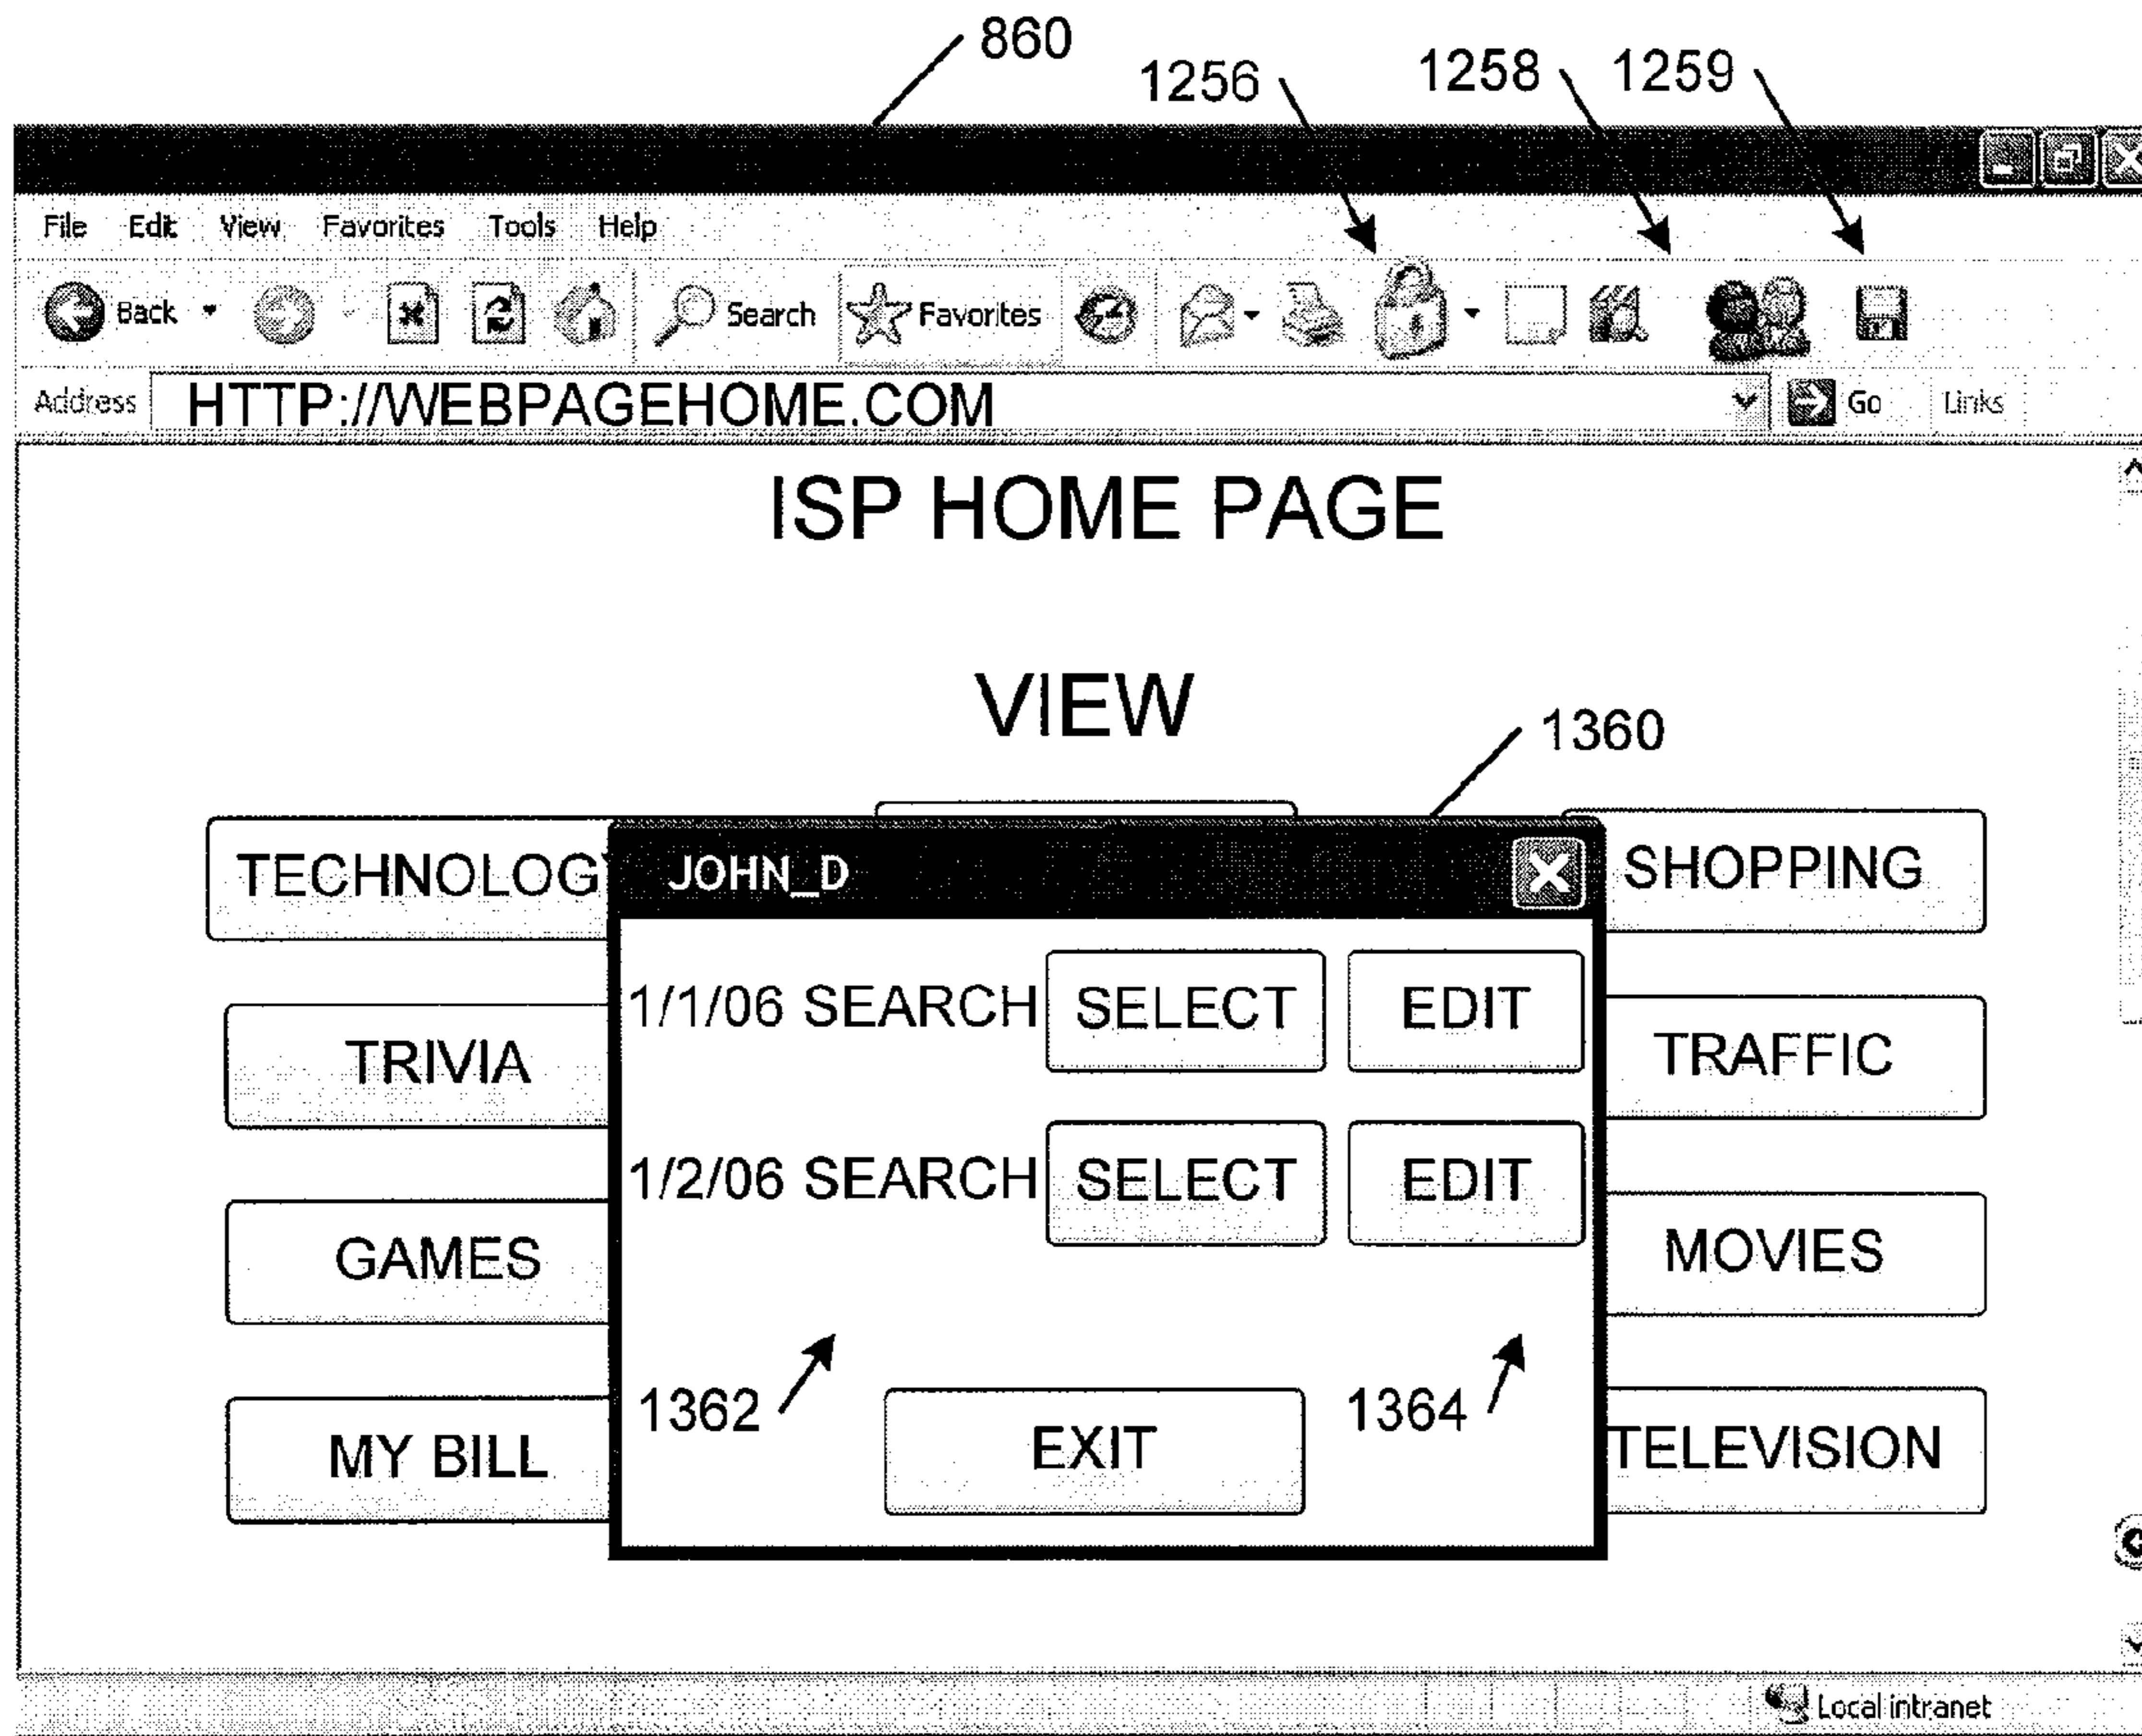 860
1256 1258 1259
File Edit View Favorites Tools Help
Back Search Favorites
Address HTTP://WEBPAGEHOME.COM Go Links
ISP HOME PAGE
VIEW
1360
TECHNOLOGY JOHN_D SHOPPING
1/1/06 SEARCH SELECT EDIT
TRIVIA TRAFFIC
1/2/06 SEARCH SELECT EDIT
GAMES MOVIES
1362 1364
MY BILL EXIT TELEVISION
Local intranet